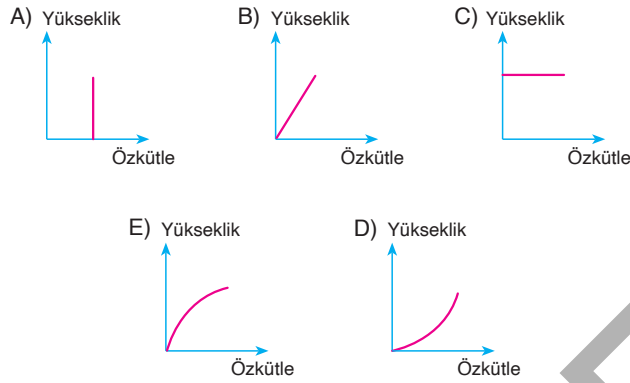 A) Yükseklik
Özkütle
B) Yükseklik
Özkütle
C) Yükseklik
Özkütle
E) Yükseklik
Özkütle
D) Yükseklik
Özkütle